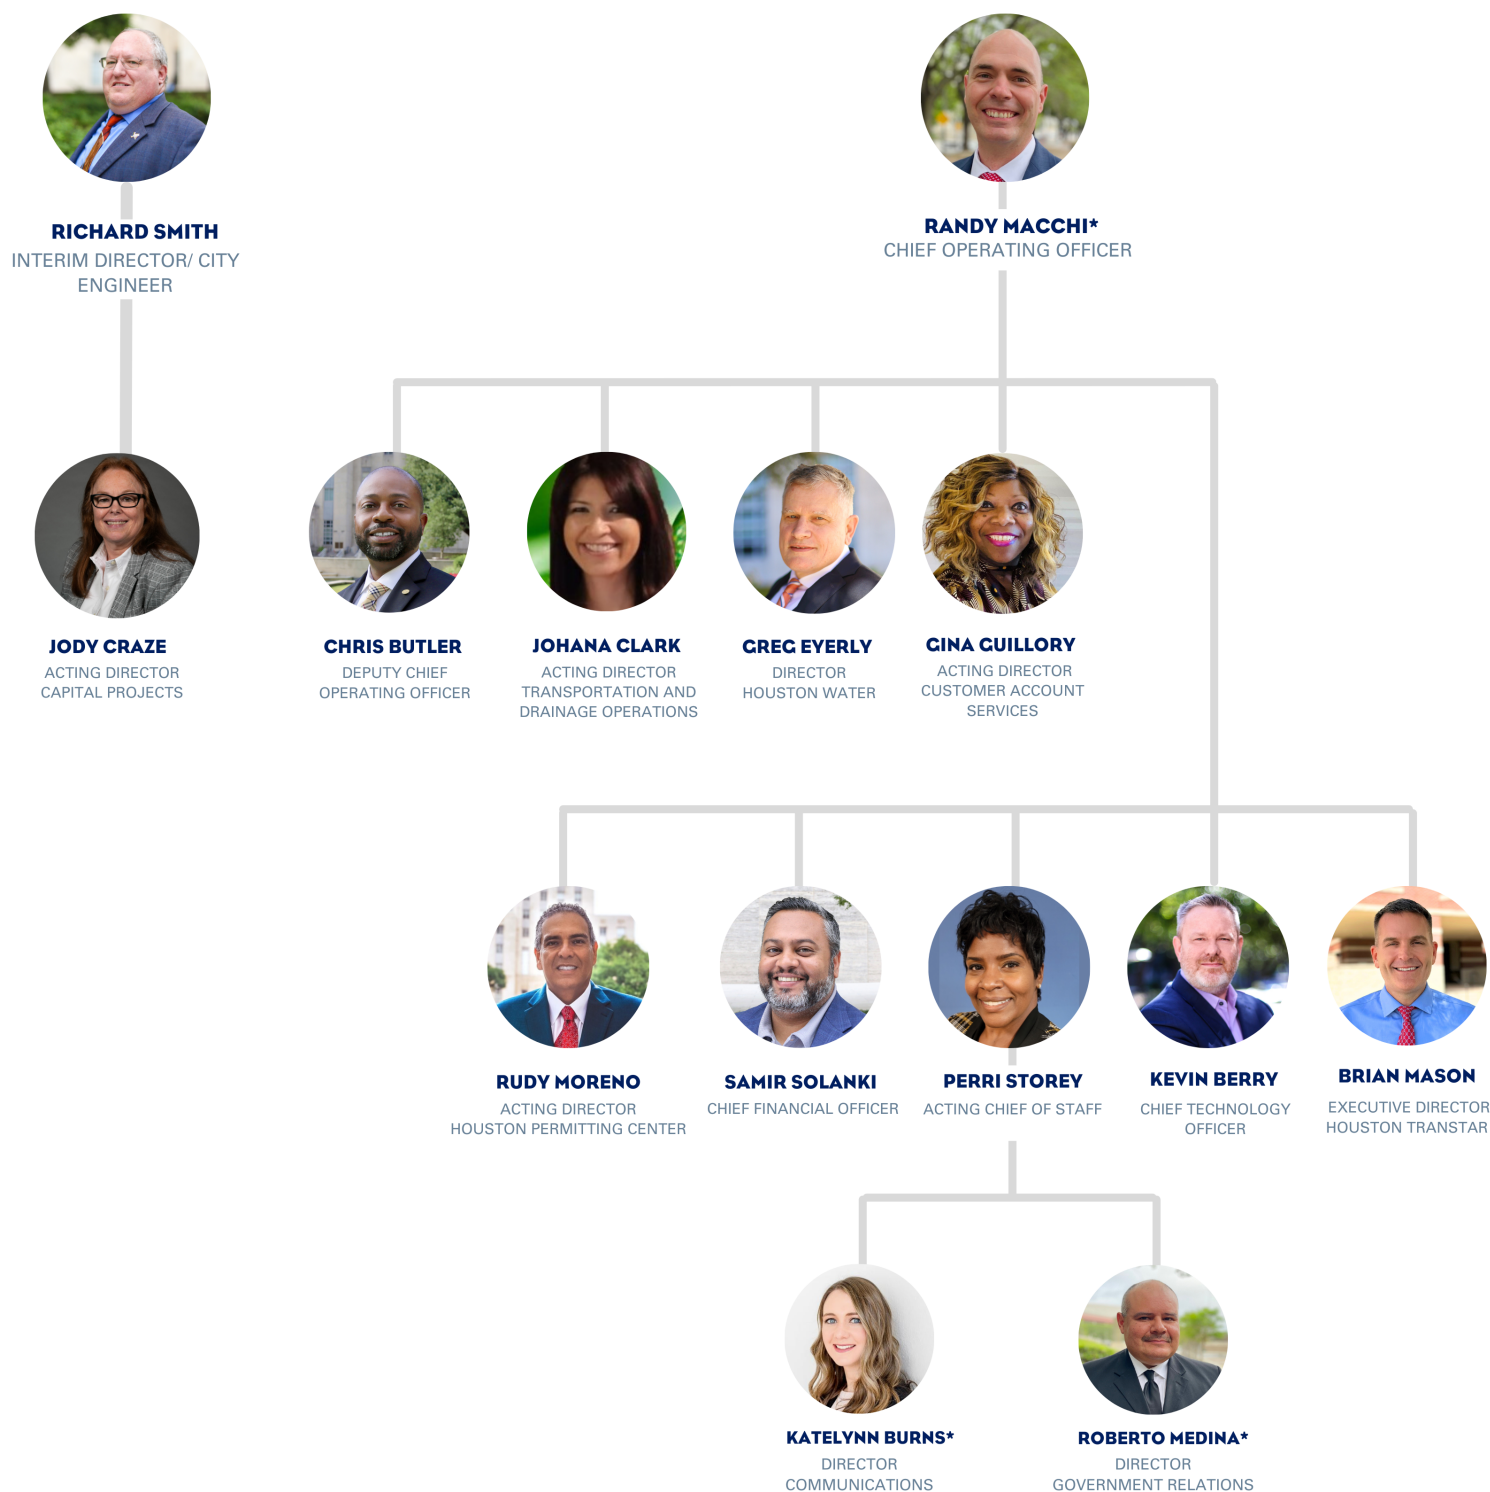 RICHARD SMITH
INTERIM DIRECTOR/ CITY
ENGINEER
RANDY MACCHI*
CHIEF OPERATING OFFICER
JODY CRAZE
ACTING DIRECTOR
CAPITAL PROJECTS
CHRIS BUTLER
DEPUTY CHIEF
OPERATING OFFICER
JOHANA CLARK
ACTING DIRECTOR
TRANSPORTATION AND
DRAINAGE OPERATIONS
GREG EYERLY
DIRECTOR
HOUSTON WATER
GINA GUILLORY
ACTING DIRECTOR
CUSTOMER ACCOUNT
SERVICES
RUDY MORENO
ACTING DIRECTOR
HOUSTON PERMITTING CENTER
SAMIR SOLANKI
CHIEF FINANCIAL OFFICER
PERRI STOREY
ACTING CHIEF OF STAFF
KEVIN BERRY
CHIEF TECHNOLOGY
OFFICER
BRIAN MASON
EXECUTIVE DIRECTOR
HOUSTON TRANSTAR
KATELYNN BURNS*
DIRECTOR
COMMUNICATIONS
ROBERTO MEDINA*
DIRECTOR
GOVERNMENT RELATIONS